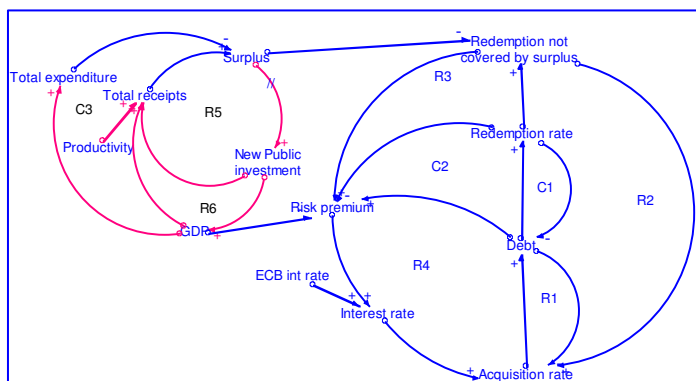 Surplus
Redemption not
covered by surplus
Total expenditure
Total receipts
C3
R5
R3
Productivity
Redemption rate
New Public
investment
C2
C1
R2
R6
Risk premium
GDP
Debt
ECB int rate
R4
R1
Interest rate
Acquisition rate